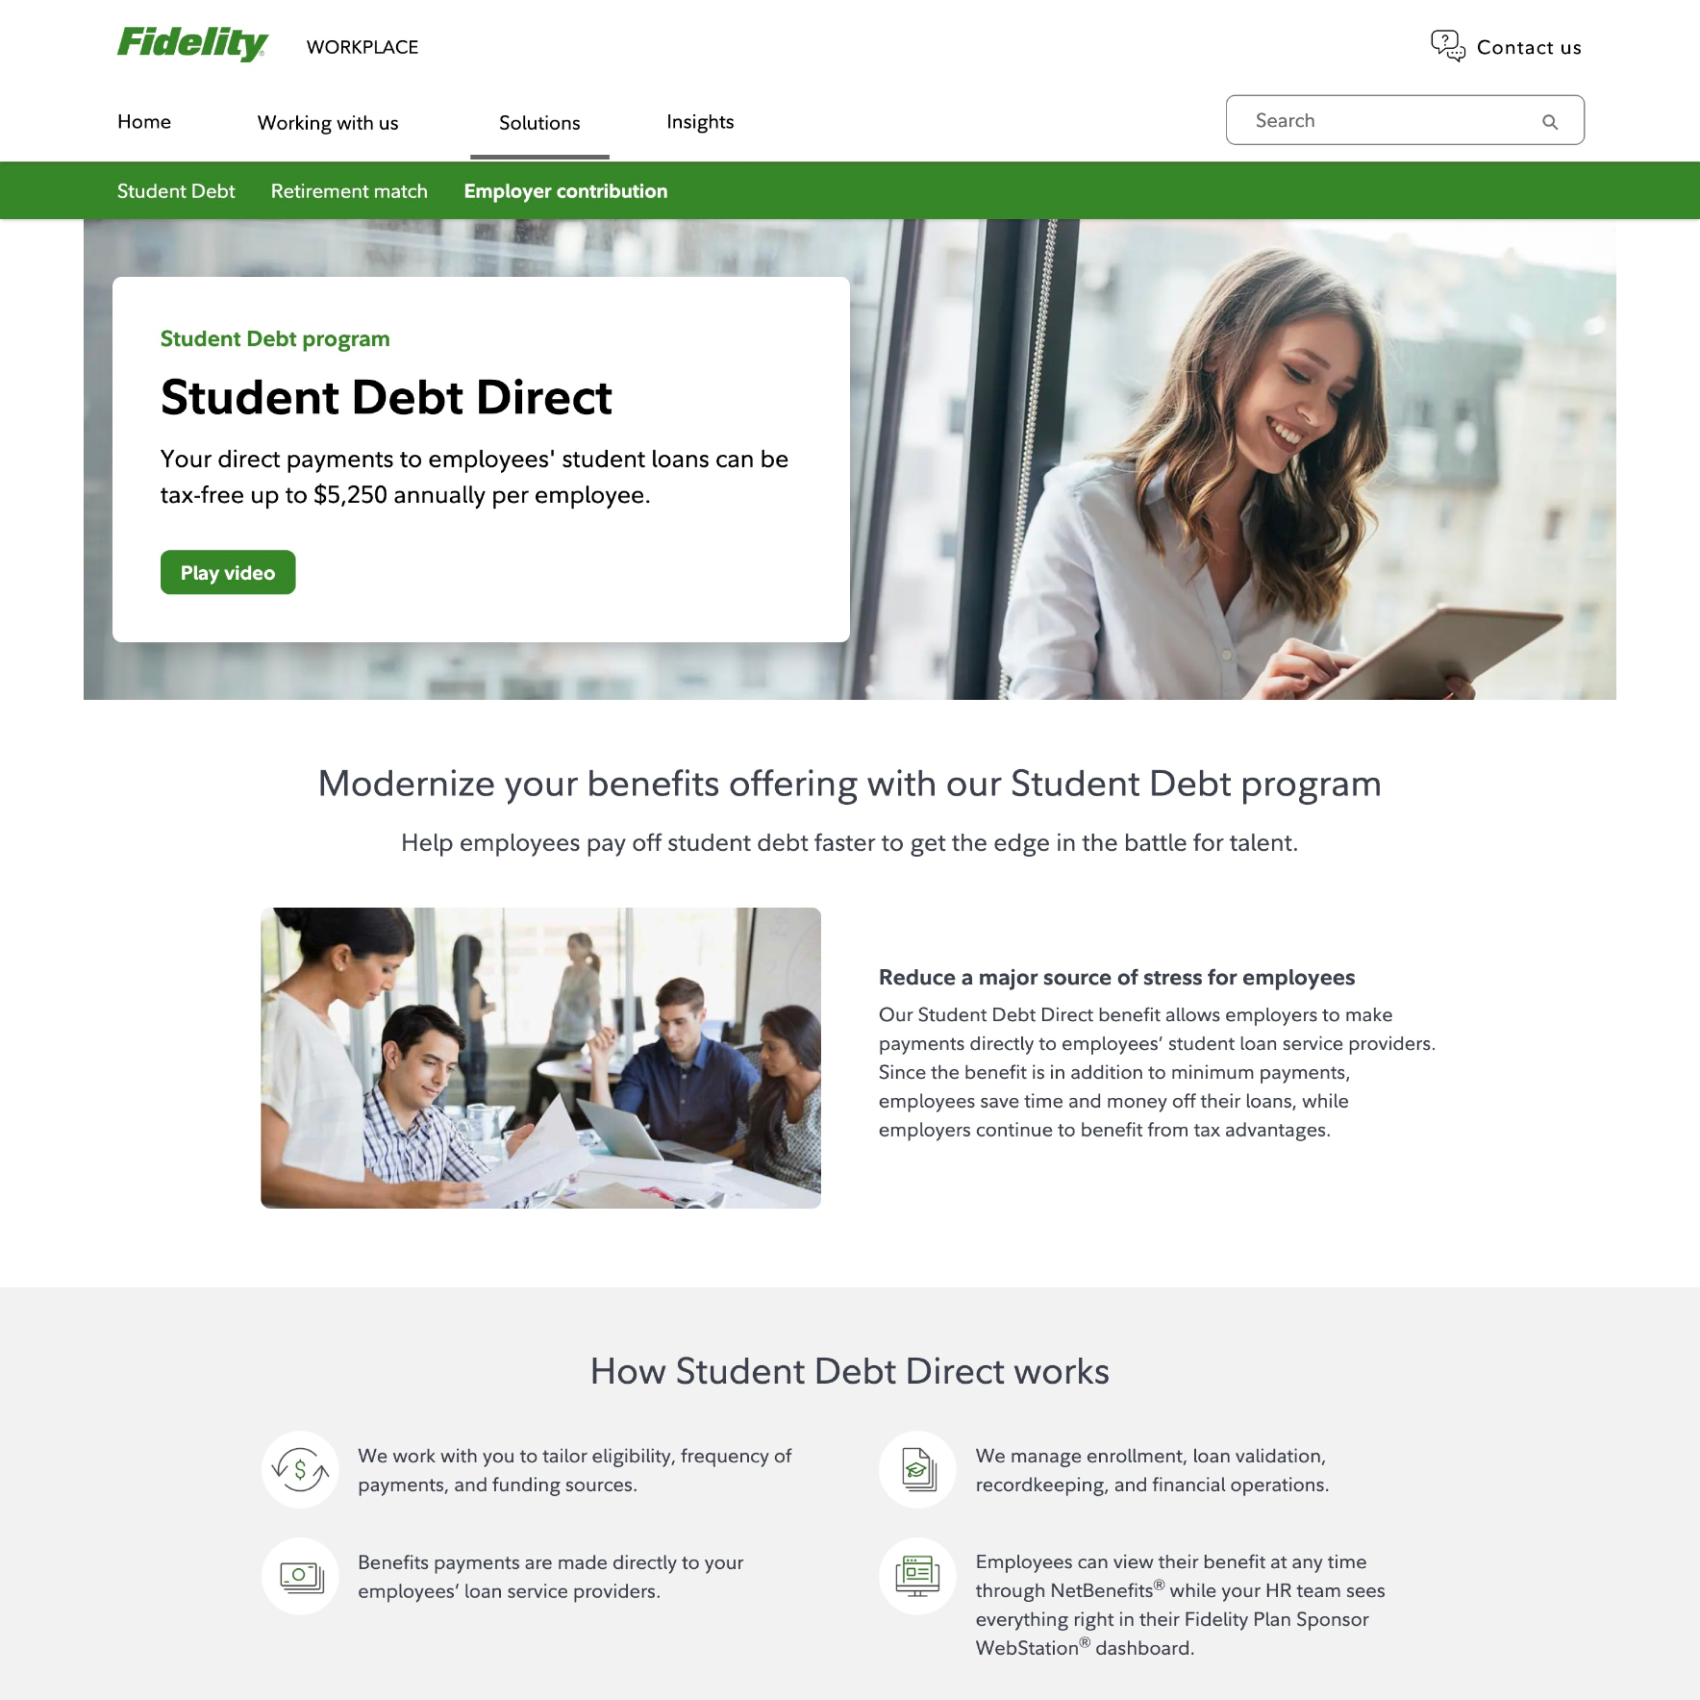 Fidelity
WORKPLACE
Contact us
Home
Working with us
Solutions
Insights
Search
Student Debt
Retirement match
Employer contribution
Student Debt program
Student Debt Direct
Your direct payments to employees' student loans can be
tax-free up to $5,250 annually per employee.
Play video
Modernize your benefits offering with our Student Debt program
Help employees pay off student debt faster to get the edge in the battle for talent.
Reduce a major source of stress for employees
Our Student Debt Direct benefit allows employers to make
payments directly to employees’ student loan service providers.
Since the benefit is in addition to minimum payments,
employees save time and money off their loans, while
employers continue to benefit from tax advantages.
How Student Debt Direct works
We work with you to tailor eligibility, frequency of
payments, and funding sources.
We manage enrollment, loan validation,
recordkeeping, and financial operations.
Benefits payments are made directly to your
employees’ loan service providers.
Employees can view their benefit at any time
through NetBenefits® while your HR team sees
everything right in their Fidelity Plan Sponsor
WebStation® dashboard.